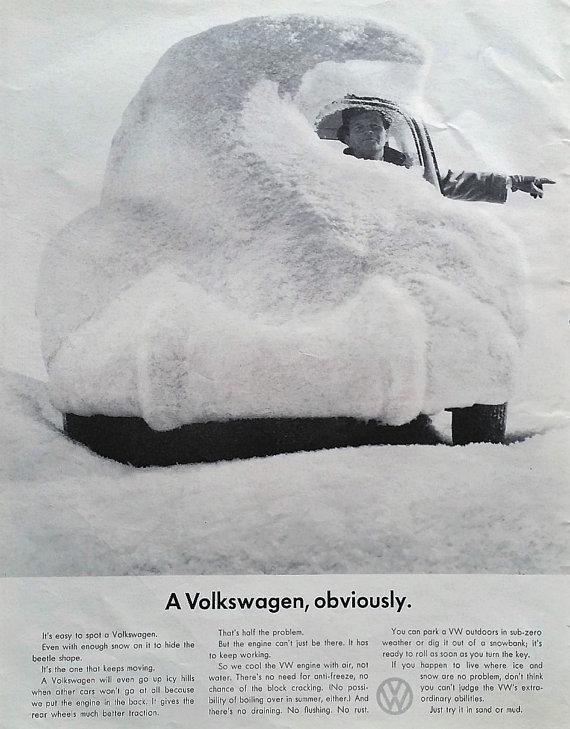 A Volkswagen, obviously.
It's easy to spot a Volkswagen.
Even with enough snow on it to hide the
beetle shape.
It's the one that keeps moving.
A Volkswagen will even go up icy hills
when other cars won't go at all because
we put the engine in the back. It gives the
rear wheels much better traction.
That's half the problem.
But the engine can't just be there. It has
to keep working.
So we cool the VW engine with air, not
water. There's no need for anti-freeze, no
chance of the block cracking. (No possi-
bility of boiling over in summer, either.) And
there's no draining. No flushing. No rust.
You can park a VW outdoors in sub-zero
weather or dig it out of a snowbank; it's
ready to roll as soon as you turn the key.
If you happen to live where ice and
snow are no problem, don't think
you can't judge the VW's extra-
ordinary abilities.
Just try it in sand or mud.
VW